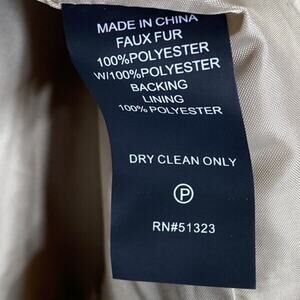 MADE IN CHINA
FAUX FUR
100%POLYESTER
W/100%POLYESTER
BACKING
LINING
100% POLYESTER
DRY CLEAN ONLY
P
RN#51323